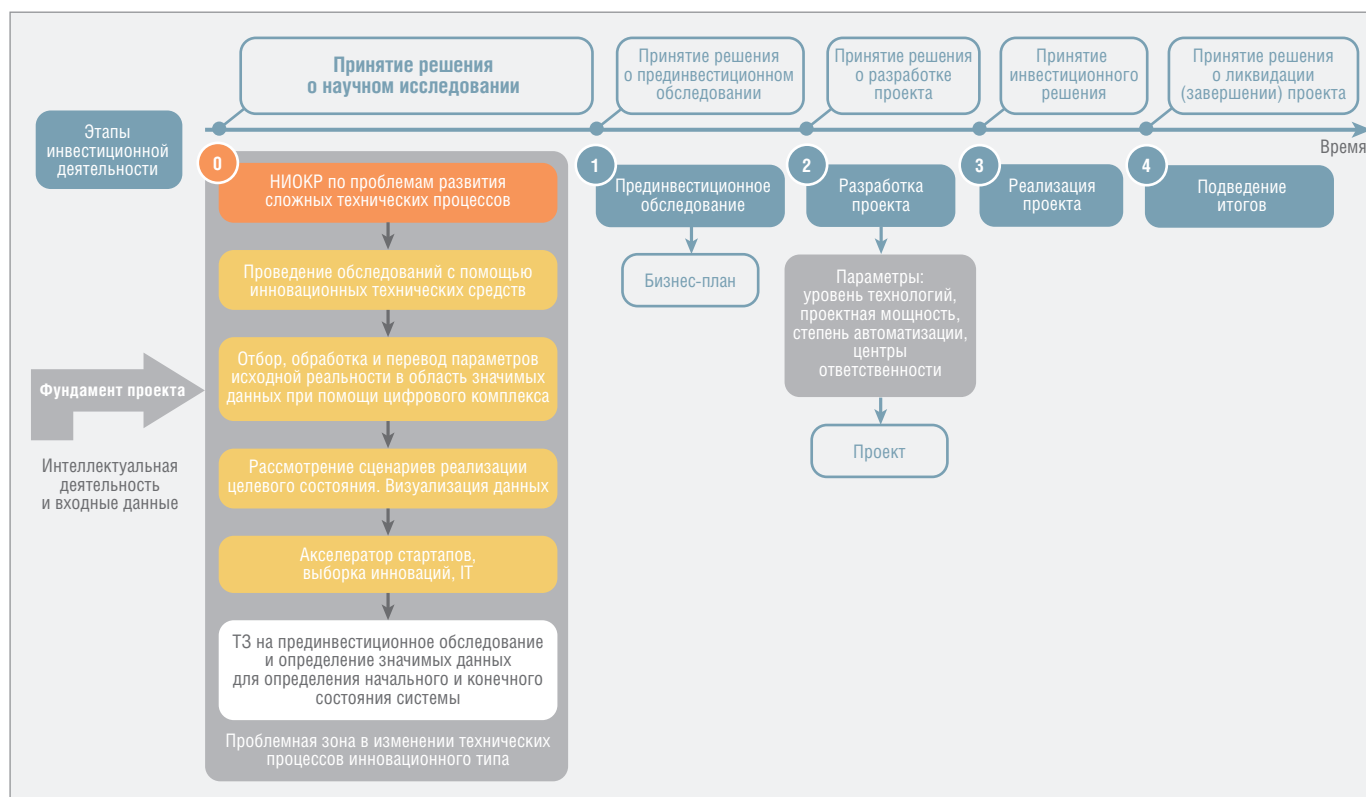 Принятие решения
о научном исследовании
Принятие решения
о прединвестиционном
обследовании
Принятие решения
о разработке
проекта
Принятие
инвестиционного
решения
Принятие решения
о ликвидации
(завершении) проекта
Этапы
инвестиционной
деятельности
Время
0
НИОКР по проблемам развития
сложных технических процессов
1
Прединвестиционное
обследование
2
Разработка
проекта
3
Реализация
проекта
4
Подведение
итогов
Проведение обследований с помощью
инновационных технических средств
Бизнес-план
Параметры:
уровень технологий,
проектная мощность,
степень автоматизации,
центры
ответственности
Отбор, обработка и перевод параметров
исходной реальности в область значимых
данных при помощи цифрового комплекса
Фундамент проекта
Интеллектуальная
деятельность
и входные данные
Проект
Рассмотрение сценариев реализации
целевого состояния. Визуализация данных
Акселератор стартапов,
выборка инноваций, IT
ТЗ на прединвестиционное обследование
и определение значимых данных
для определения начального и конечного
состояния системы
Проблемная зона в изменении технических
процессов инновационного типа